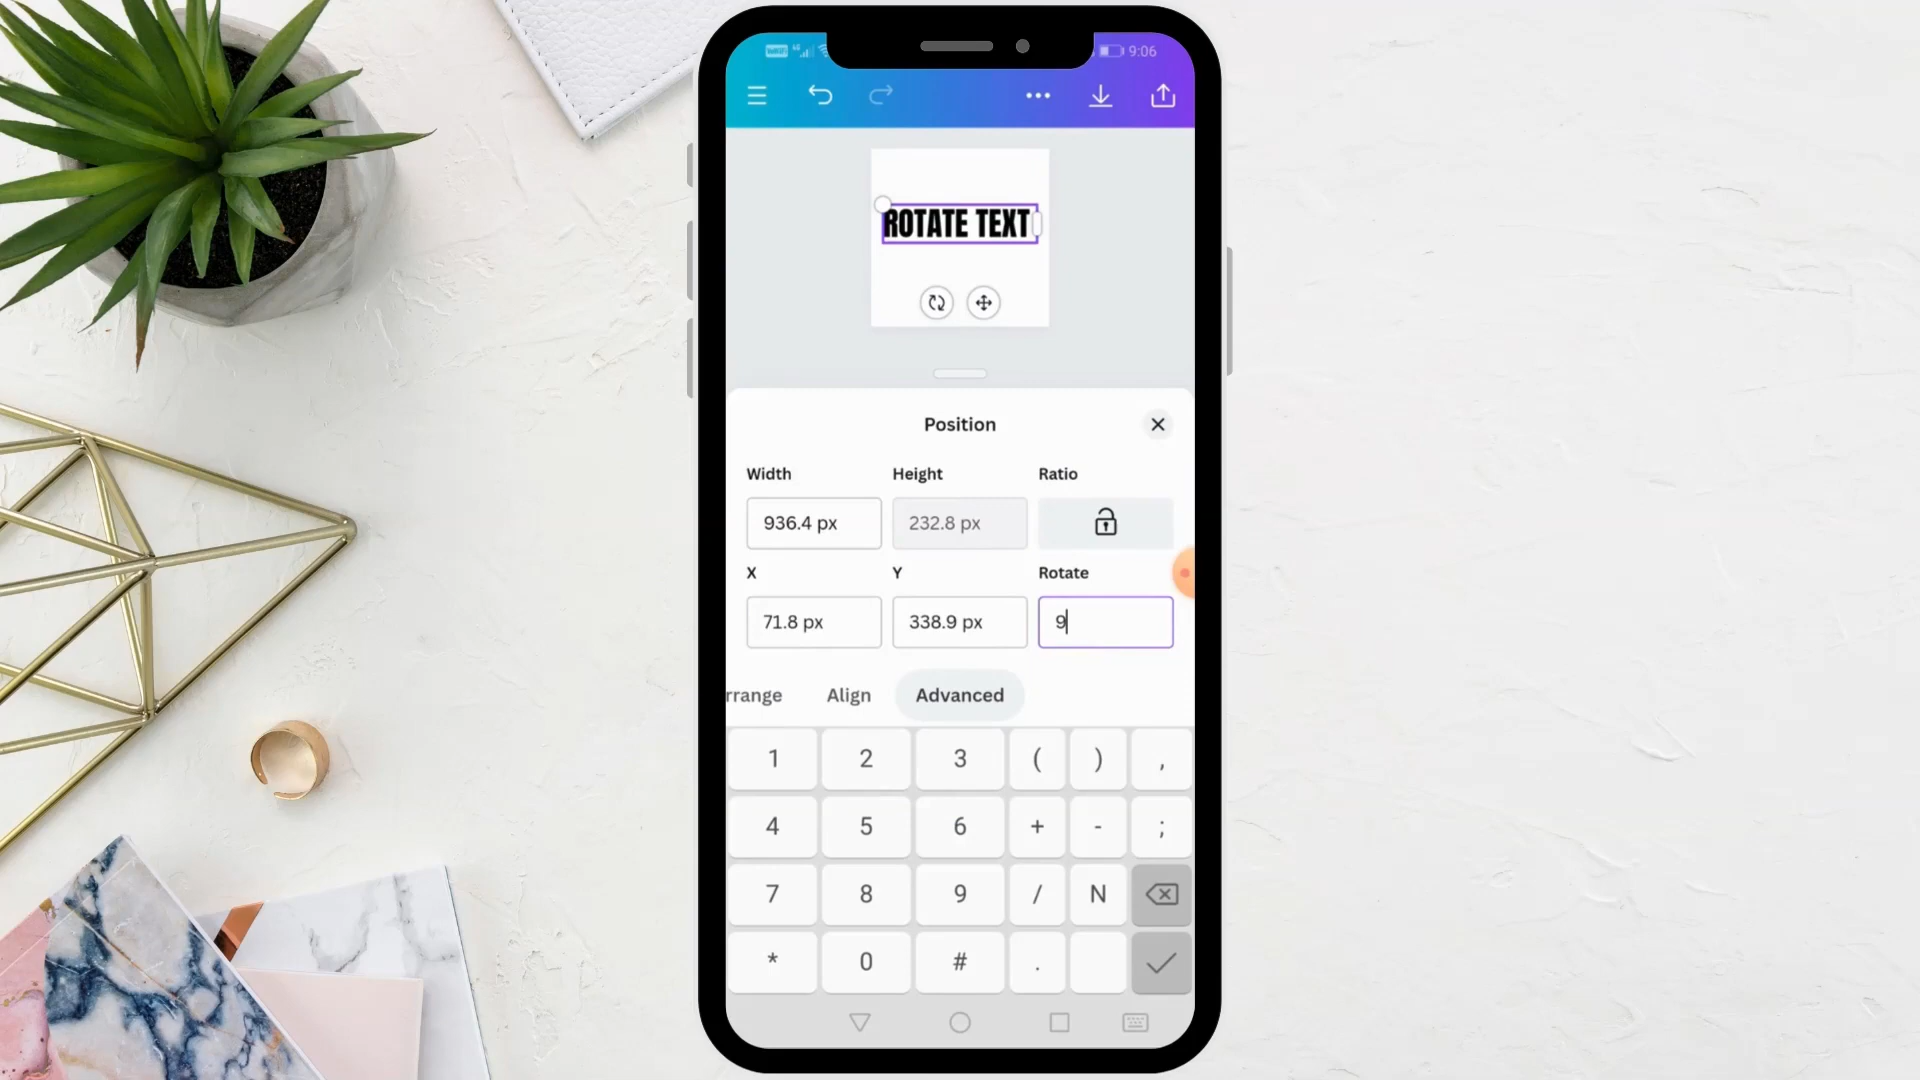 9:06
ROTATE TEXT
Position
Width Height Ratio
936.4 px 232.8 px
X Y Rotate
71.8 px 338.9 px 9
rrange Align Advanced
1 2 3 ( ) ,
4 5 6 + - ;
7 8 9 / N
* 0 # .